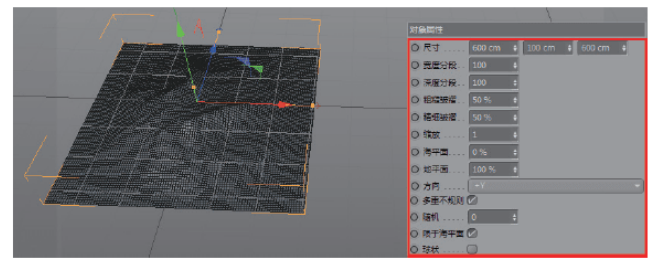 对象属性
尺寸 600 cm 100 cm 600 cm
宽度分段 100
深度分段 100
粗糙皱褶 50 %
精细皱褶 50 %
缩放 1
海平面 0 %
地平面 100 %
方向 +Y
多重不规则
随机 0
限于海平面
球状